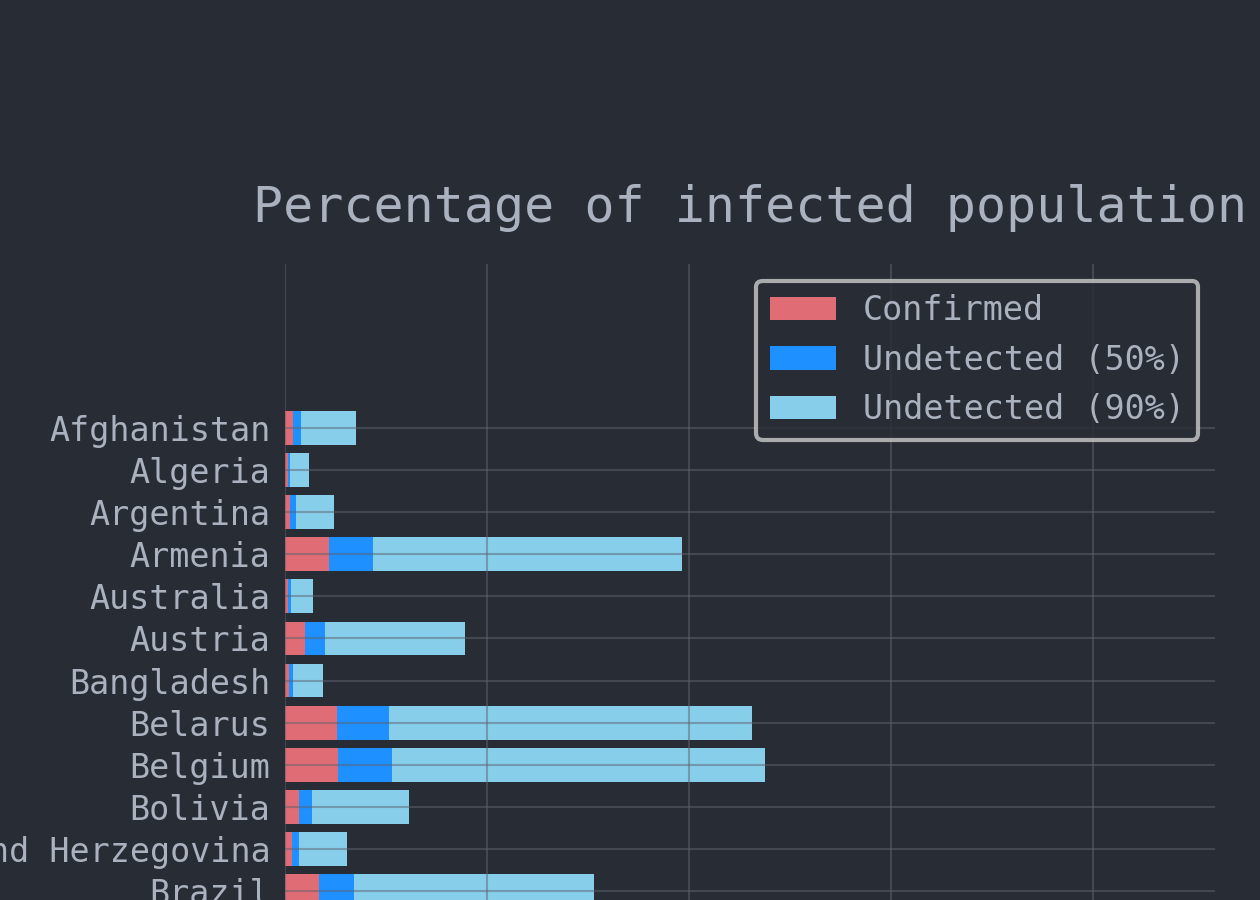 Percentage of infected population
Confirmed
Undetected (50%)
Undetected (90%)
Afghanistan
Algeria
Argentina
Armenia
Australia
Austria
Bangladesh
Belarus
Belgium
Bolivia
nd Herzegovina
Brazil